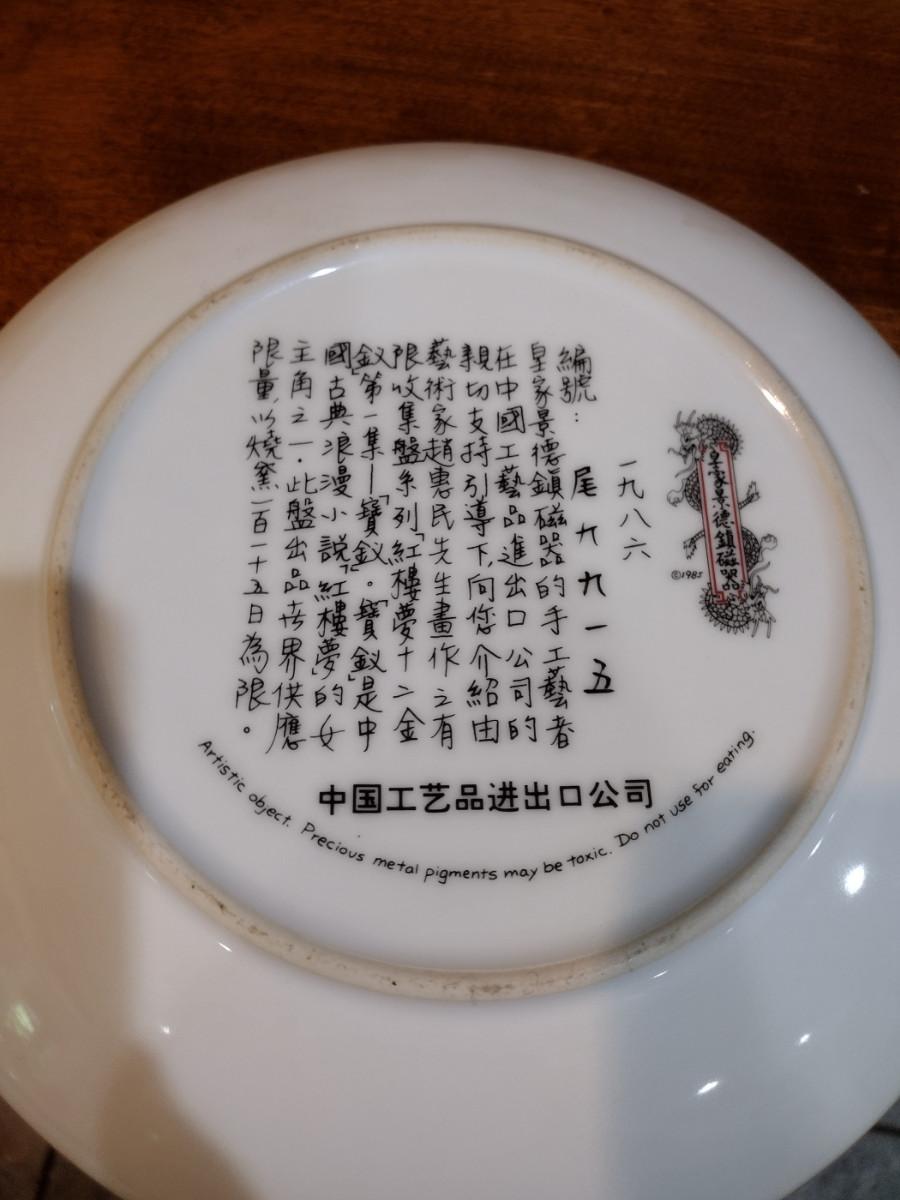 皇家景德鎮磁器品
©1985
一九八六
編號：尾九九一五
皇家景德鎮磁器的手工藝者
在中國工藝品進出口公司的
親切支持引導下，向您介紹由
藝術家趙惠民先生畫作之有
限收集盤系列「紅樓夢十二金
釵」第一集—「寶釵」。「寶釵」是中
國古典浪漫小說「紅樓夢」的女
主角之一．此盤出品世界供應
限量，以燒窯一百一十五日為限。
中国工艺品进出口公司
Artistic object. Precious metal pigments may be toxic. Do not use for eating.